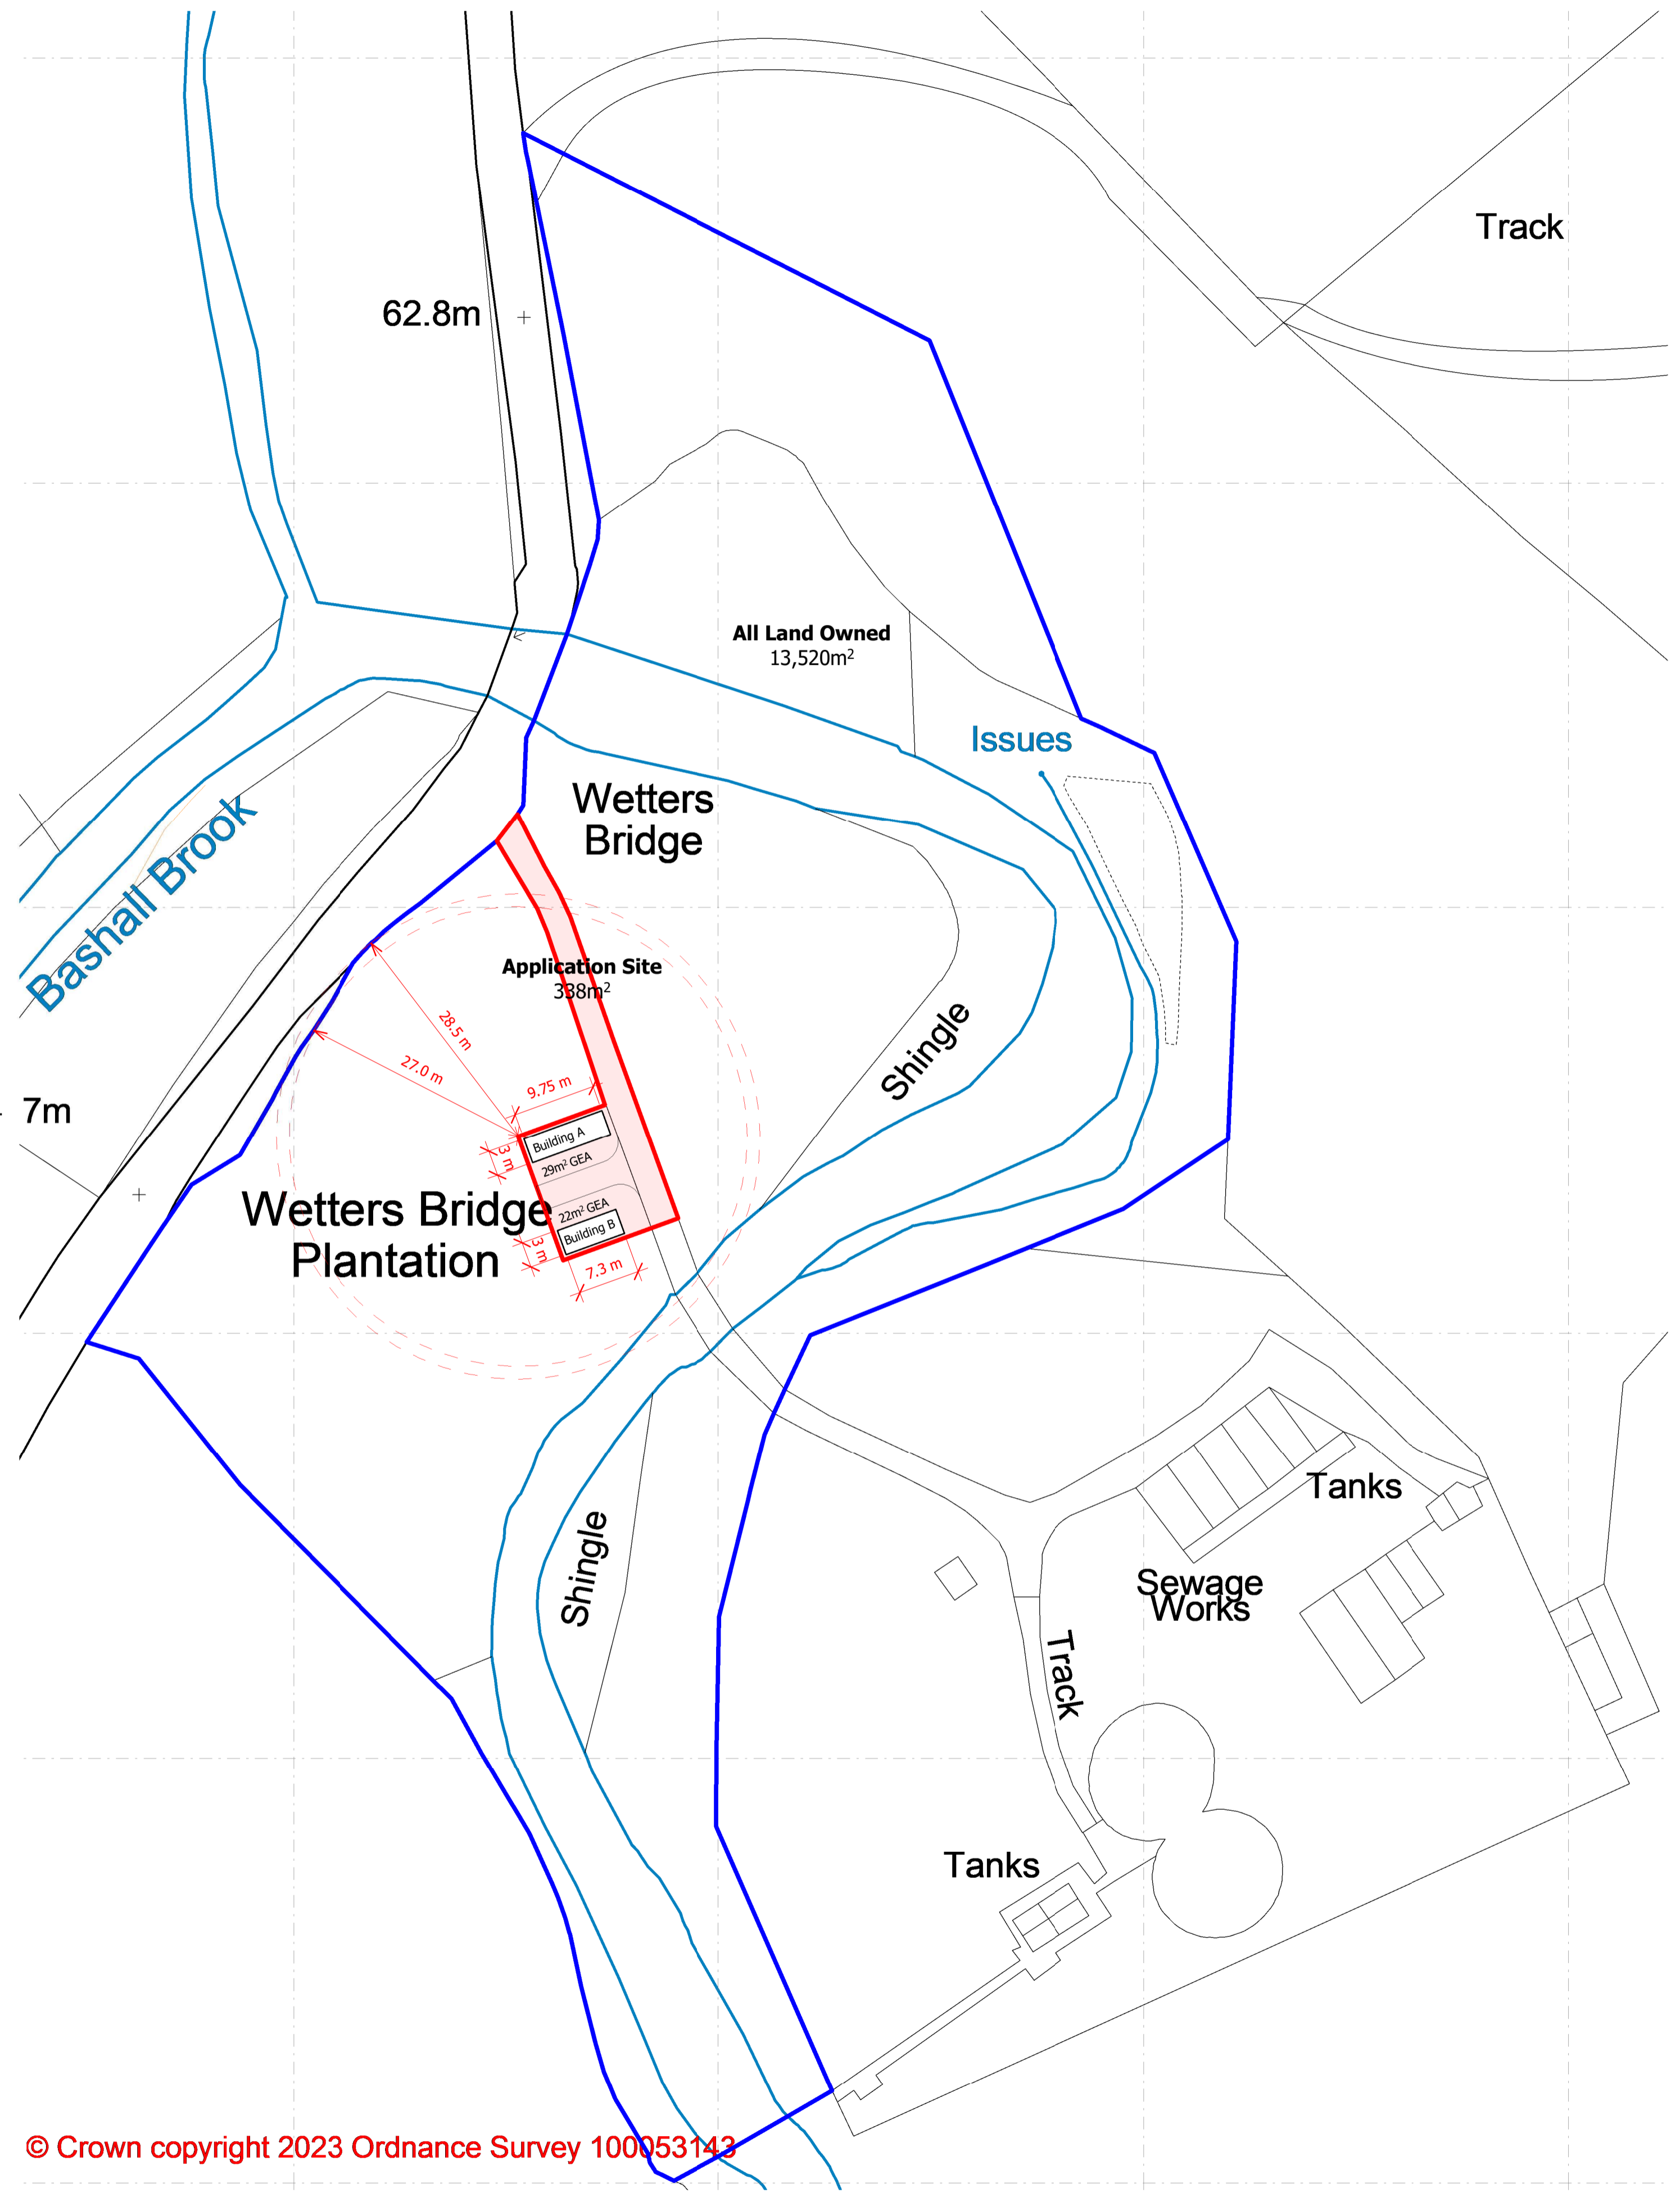 Track
62.8m
All Land Owned
13,520m²
Issues
Wetters
Bridge
Bashall Brook
Application Site
338m²
28.5 m
27.0 m
9.75 m
Shingle
7m
Building A
3 m
29m² GEA
Wetters Bridge
Plantation
22m² GEA
Building B
3 m
7.3 m
Tanks
Shingle
Sewage
Works
Track
Tanks
© Crown copyright 2023 Ordnance Survey 100053143